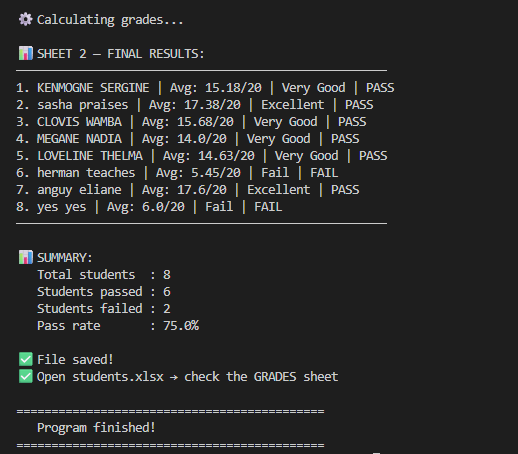 ⚙️ Calculating grades...
📊 SHEET 2 — FINAL RESULTS:
1. KENMOGNE SERGINE | Avg: 15.18/20 | Very Good | PASS
2. sasha praises | Avg: 17.38/20 | Excellent | PASS
3. CLOVIS WAMBA | Avg: 15.68/20 | Very Good | PASS
4. MEGANE NADIA | Avg: 14.0/20 | Very Good | PASS
5. LOVELINE THELMA | Avg: 14.63/20 | Very Good | PASS
6. herman teaches | Avg: 5.45/20 | Fail | FAIL
7. anguy eliane | Avg: 17.6/20 | Excellent | PASS
8. yes yes | Avg: 6.0/20 | Fail | FAIL
📊 SUMMARY:
Total students : 8
Students passed : 6
Students failed : 2
Pass rate : 75.0%
✅ File saved!
✅ Open students.xlsx → check the GRADES sheet
============================================
Program finished!
============================================